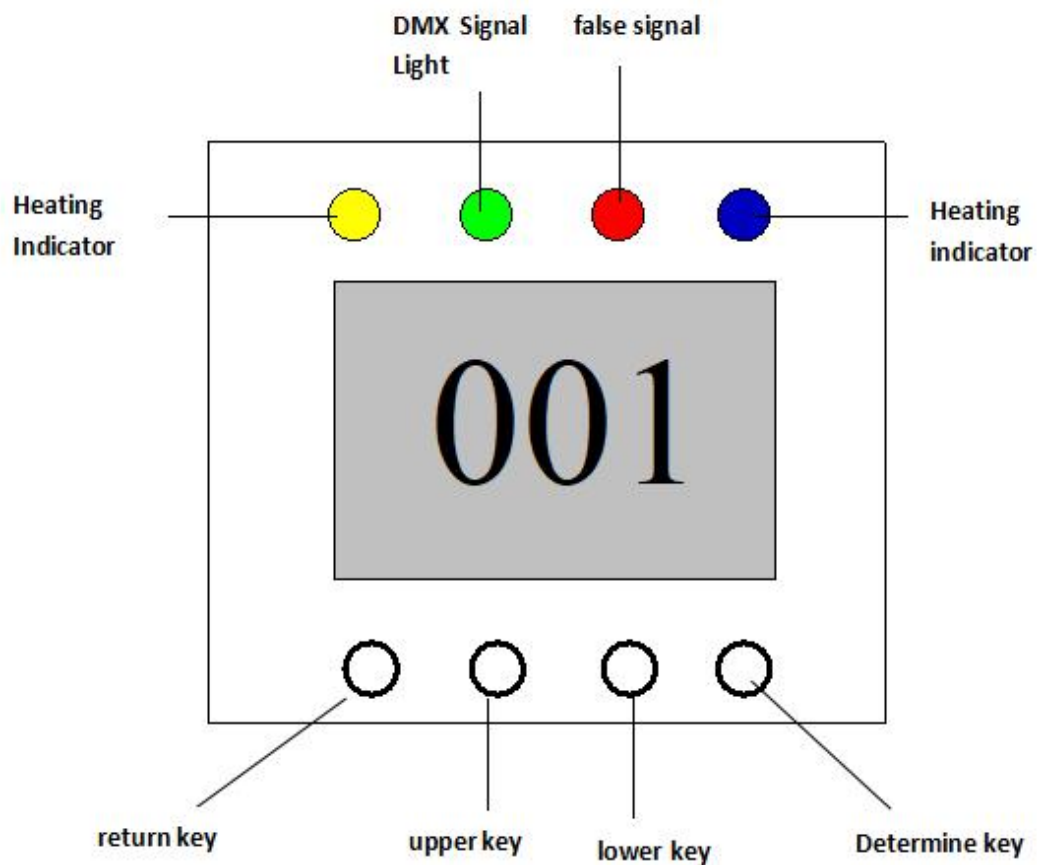 DMX Signal
Light
false signal
Heating
Indicator
Heating
indicator
001
return key
upper key
lower key
Determine key